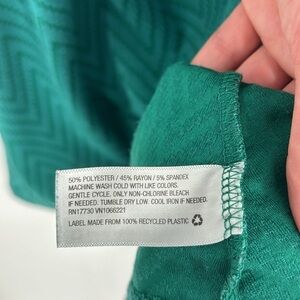 50% POLYESTER / 45% RAYON / 5% SPANDEX
MACHINE WASH COLD WITH LIKE COLORS.
GENTLE CYCLE. ONLY NON-CHLORINE BLEACH
IF NEEDED. TUMBLE DRY LOW. COOL IRON IF NEEDED.
RN17730 VN1066221
LABEL MADE FROM 100% RECYCLED PLASTIC